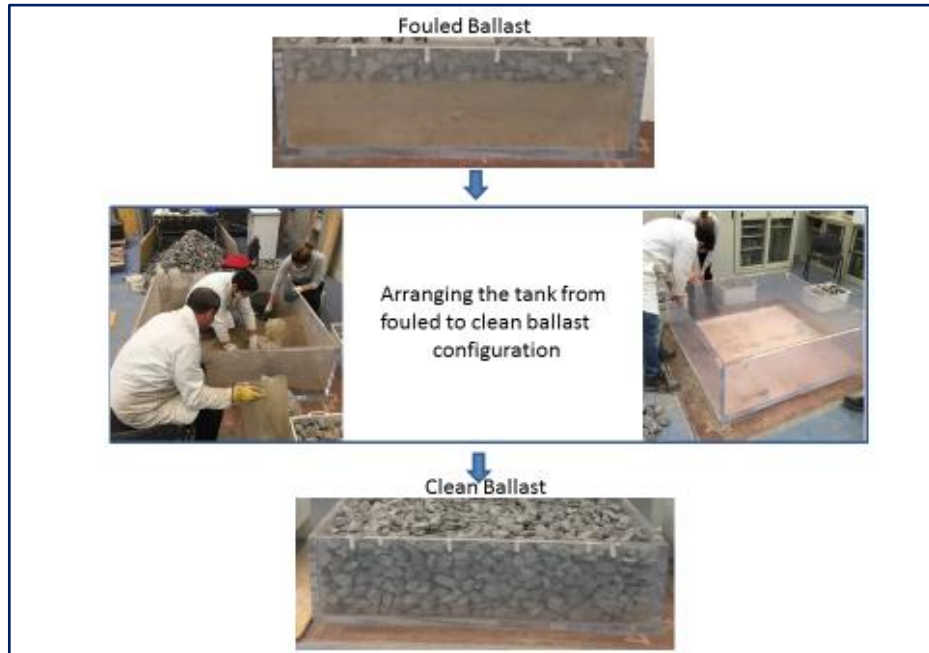 Fouled Ballast
Arranging the tank from
fouled to clean ballast
configuration
Clean Ballast